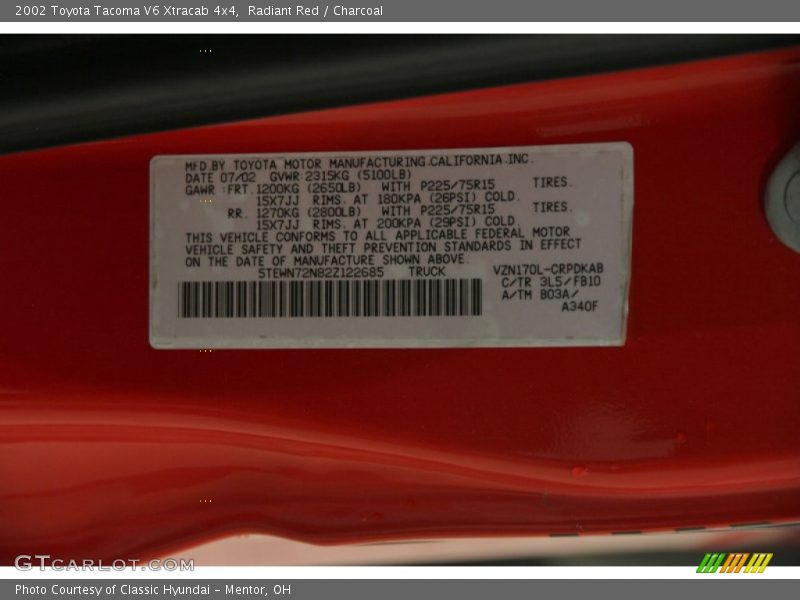 2002 Toyota Tacoma V6 Xtracab 4x4,  Radiant Red / Charcoal
MFD.BY TOYOTA MOTOR MANUFACTURING.CALIFORNIA.INC.
DATE 07/02  GVWR 2315KG (5100LB)
GAWR :FRT. 1200KG (2650LB)  WITH P225/75R15  TIRES.
15X7JJ RIMS. AT 180KPA (26PSI) COLD.
RR. 1270KG (2800LB)  WITH P225/75R15  TIRES.
15X7JJ RIMS. AT 200KPA (29PSI) COLD.
THIS VEHICLE CONFORMS TO ALL APPLICABLE FEDERAL MOTOR
VEHICLE SAFETY AND THEFT PREVENTION STANDARDS IN EFFECT
ON THE DATE OF MANUFACTURE SHOWN ABOVE.
5TEWN72N82Z122685  TRUCK  VZN170L-CRPDKAB
C/TR 3L5/FB10
A/TM B03A/
A340F
GTcarlot.com
Photo Courtesy of Classic Hyundai - Mentor, OH